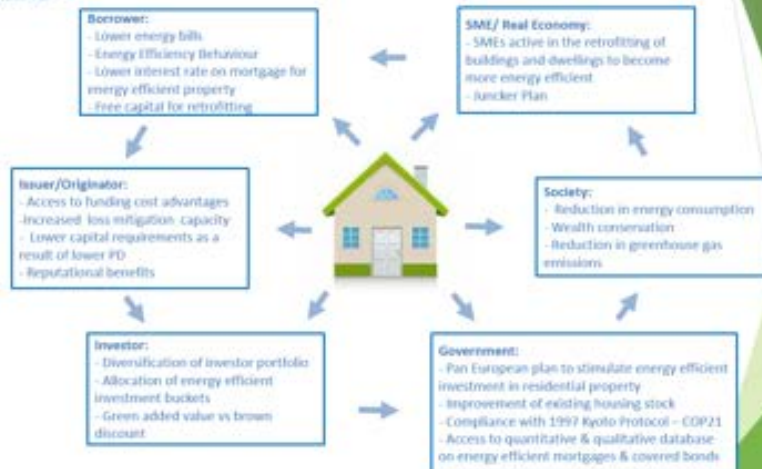 Borrower:
- Lower energy bills
- Energy Efficiency Behaviour
- Lower interest rate on mortgage for
energy efficient property
- Free capital for retrofitting
SME/ Real Economy:
- SMEs active in the retrofitting of
buildings and dwellings to become
more energy efficient
- Juncker Plan
Issuer/Originator:
- Access to funding cost advantages
-Increased loss mitigation capacity
- Lower capital requirements as a
result of lower PD
- Reputational benefits
Society:
- Reduction in energy consumption
- Wealth conservation
- Reduction in greenhouse gas
emissions
Investor:
- Diversification of investor portfolio
- Allocation of energy efficient
investment buckets
- Green added value vs brown
discount
Government:
- Pan European plan to stimulate energy efficient
investment in residential property
- Improvement of existing housing stock
- Compliance with 1997 Kyoto Protocol – COP21
- Access to quantitative & qualitative database
on energy efficient mortgages & covered bonds